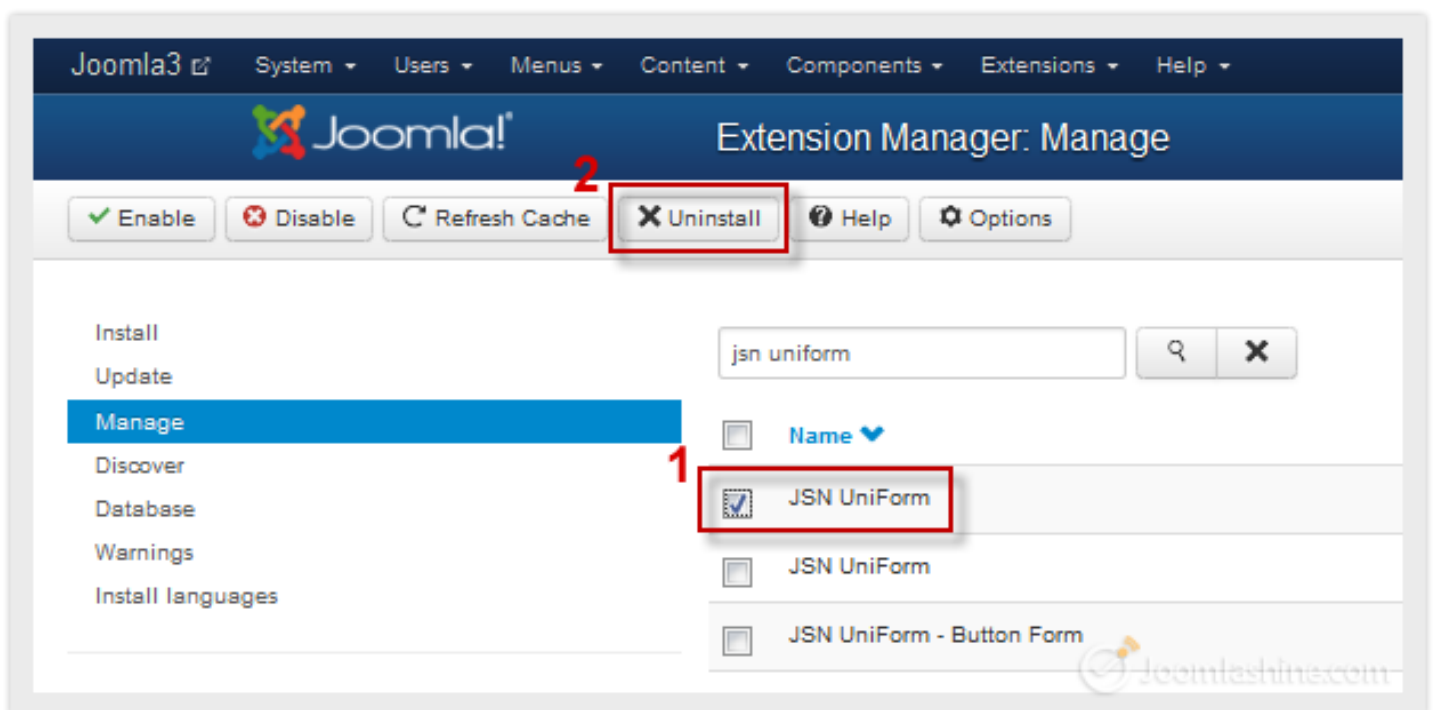 Joomla3 System Users Menus Content Components Extensions Help
Joomla!® Extension Manager: Manage
2
Enable Disable Refresh Cache Uninstall Help Options
Install
Update
Manage
Discover
Database
Warnings
Install languages
jsn uniform
Name
1
JSN UniForm
JSN UniForm
JSN UniForm - Button Form
Joomlashine.com